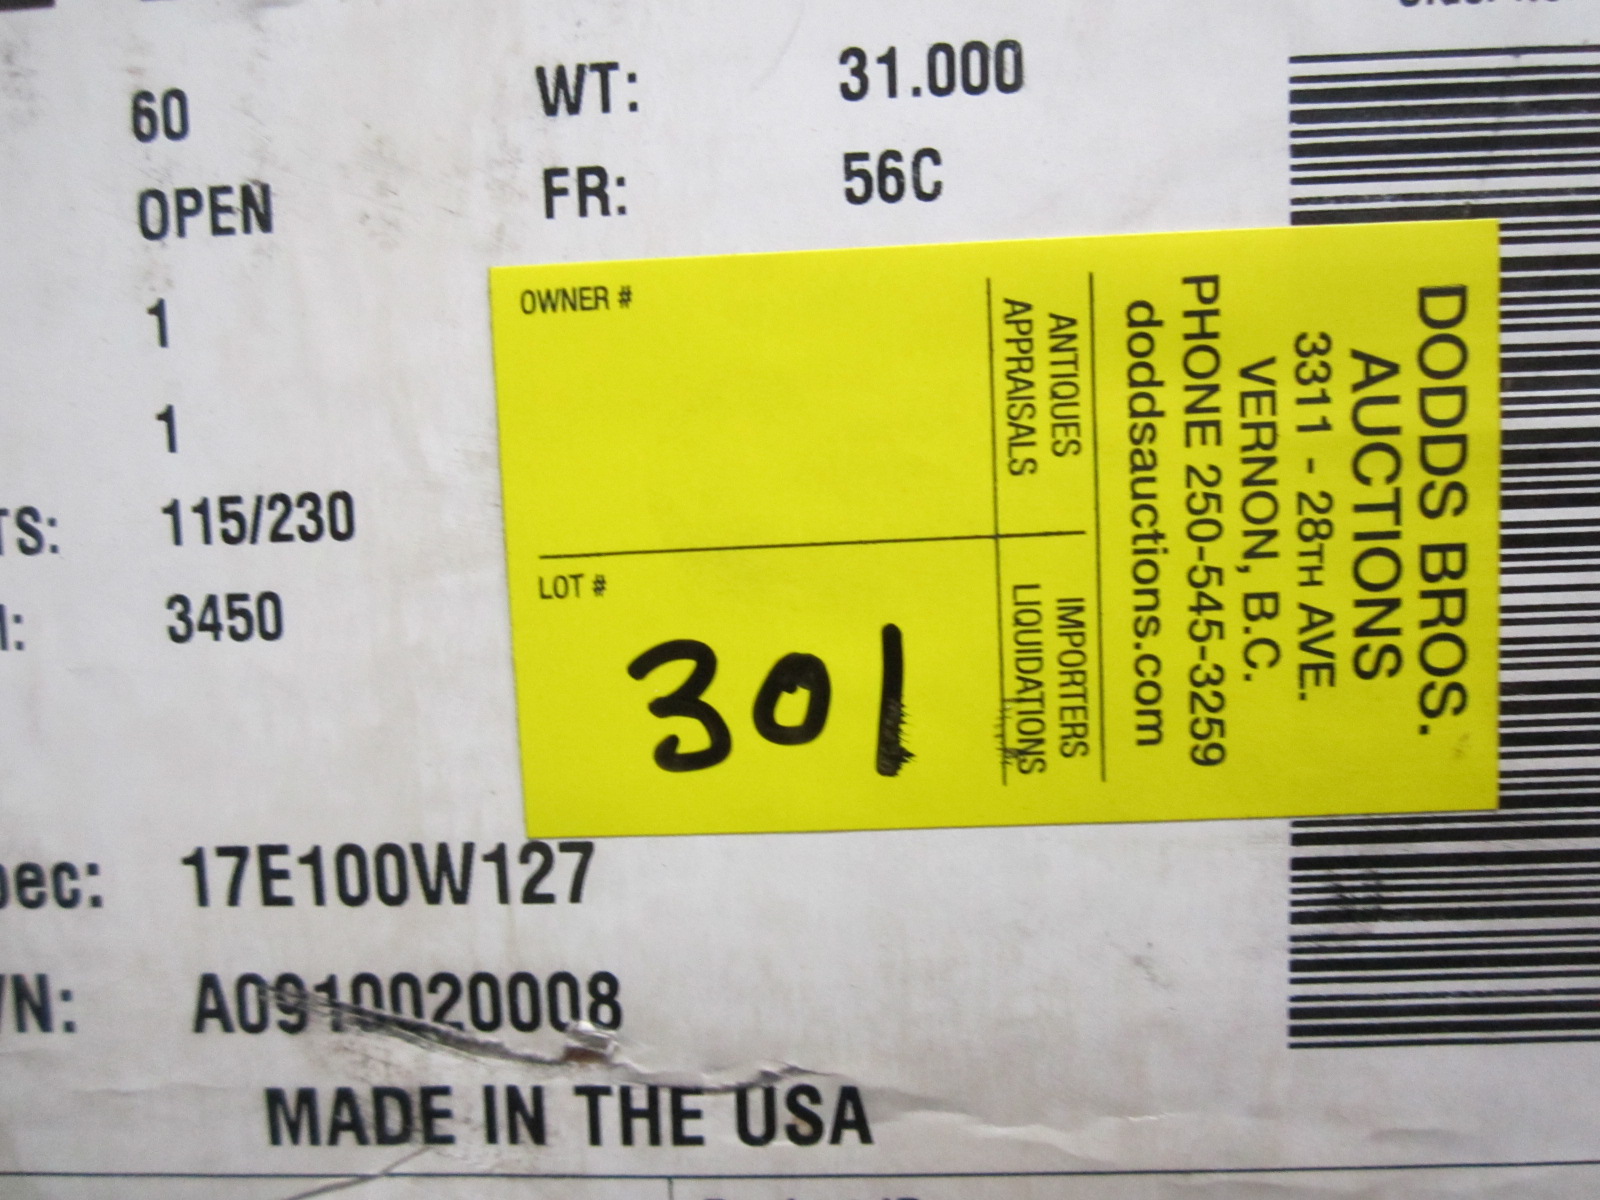 60 WT: 31.000
OPEN FR: 56C
1
1
TS: 115/230
3450
pec: 17E100W127
/N: A0910020008
MADE IN THE USA
OWNER #
LOT #
301
DODDS BROS.
AUCTIONS
3311 - 28TH AVE.
VERNON, B.C.
PHONE 250-545-3259
doddsauctions.com
ANTIQUES IMPORTERS
APPRAISALS LIQUIDATIONS